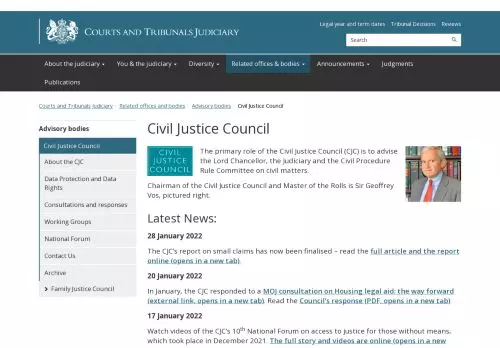 Legal year and term dates Tribunal Decisions Reviews
COURTS AND TRIBUNALS JUDICIARY
Search
About the judiciary You & the judiciary Diversity Related offices & bodies Announcements Judgments
Publications
Courts and Tribunals Judiciary Related offices and bodies Advisory bodies Civil Justice Council
Advisory bodies
Civil Justice Council
About the CJC
Data Protection and Data
Rights
Consultations and responses
Working Groups
National Forum
Contact Us
Archive
Family Justice Council
Civil Justice Council
CIVIL
JUSTICE
COUNCIL
The primary role of the Civil Justice Council (CJC) is to advise
the Lord Chancellor, the Judiciary and the Civil Procedure
Rule Committee on civil matters.
Chairman of the Civil Justice Council and Master of the Rolls is Sir Geoffrey
Vos, pictured right.
Latest News:
28 January 2022
The CJC's report on small claims has now been finalised – read the full article and the report
online (opens in a new tab).
20 January 2022
In January, the CJC responded to a MOJ consultation on Housing legal aid: the way forward
(external link, opens in a new tab). Read the Council's response (PDF, opens in a new tab)
17 January 2022
Watch videos of the CJC's 10th National Forum on access to justice for those without means,
which took place in December 2021. The full story and videos are online (opens in a new